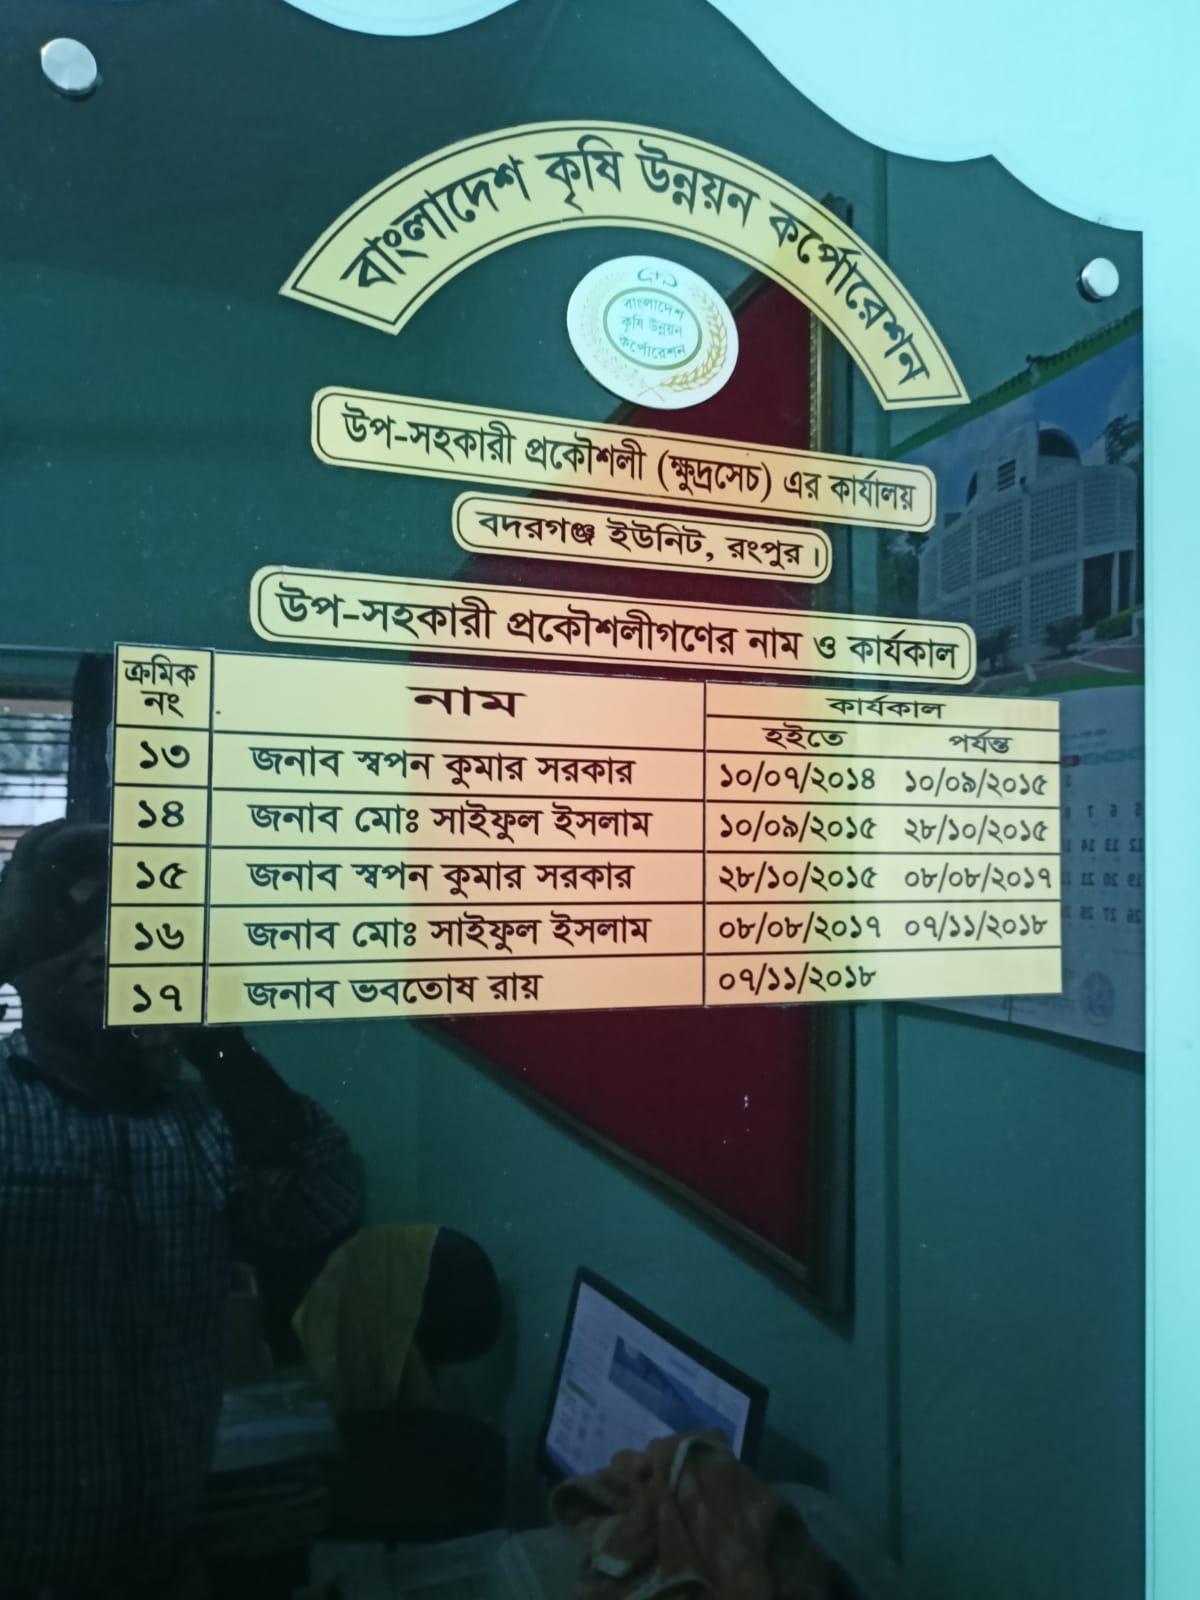 বাংলাদেশ কৃষি উন্নয়ন কর্পোরেশন
বাংলাদেশ
কৃষি উন্নয়ন
কর্পোরেশন
উপ-সহকারী প্রকৌশলী (ক্ষুদ্রসেচ) এর কার্যালয়
বদরগঞ্জ ইউনিট, রংপুর।
উপ-সহকারী প্রকৌশলীগণের নাম ও কার্যকাল
ক্রমিক নং নাম কার্যকাল
হইতে পর্যন্ত
১৩ জনাব স্বপন কুমার সরকার ১০/০৭/২০১৪ ১০/০৯/২০১৫
১৪ জনাব মোঃ সাইফুল ইসলাম ১০/০৯/২০১৫ ২৮/১০/২০১৫
১৫ জনাব স্বপন কুমার সরকার ২৮/১০/২০১৫ ০৮/০৮/২০১৭
১৬ জনাব মোঃ সাইফুল ইসলাম ০৮/০৮/২০১৭ ০৭/১১/২০১৮
১৭ জনাব ভবতোষ রায় ০৭/১১/২০১৮